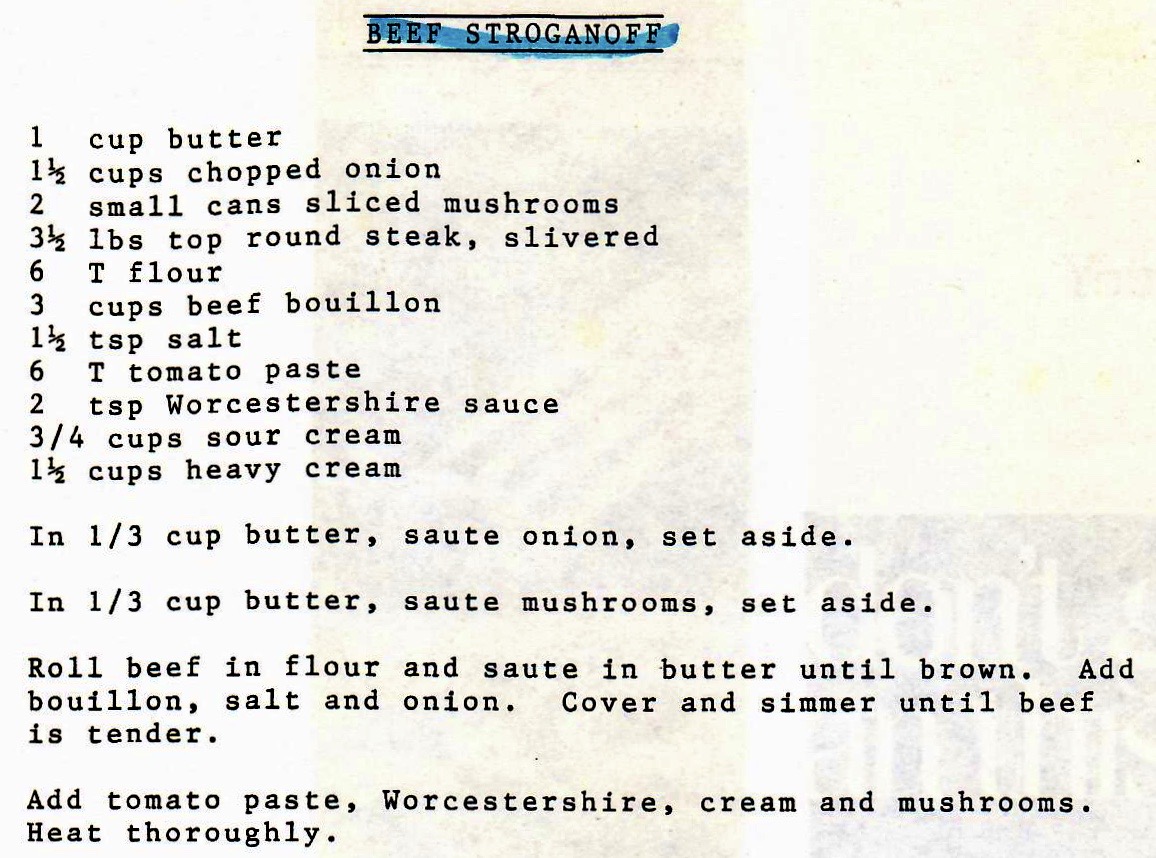 BEEF STROGANOFF
1 cup butter
1½ cups chopped onion
2 small cans sliced mushrooms
3½ lbs top round steak, slivered
6 T flour
3 cups beef bouillon
1½ tsp salt
6 T tomato paste
2 tsp Worcestershire sauce
3/4 cups sour cream
1½ cups heavy cream
In 1/3 cup butter, saute onion, set aside.
In 1/3 cup butter, saute mushrooms, set aside.
Roll beef in flour and saute in butter until brown. Add
bouillon, salt and onion. Cover and simmer until beef
is tender.
Add tomato paste, Worcestershire, cream and mushrooms.
Heat thoroughly.